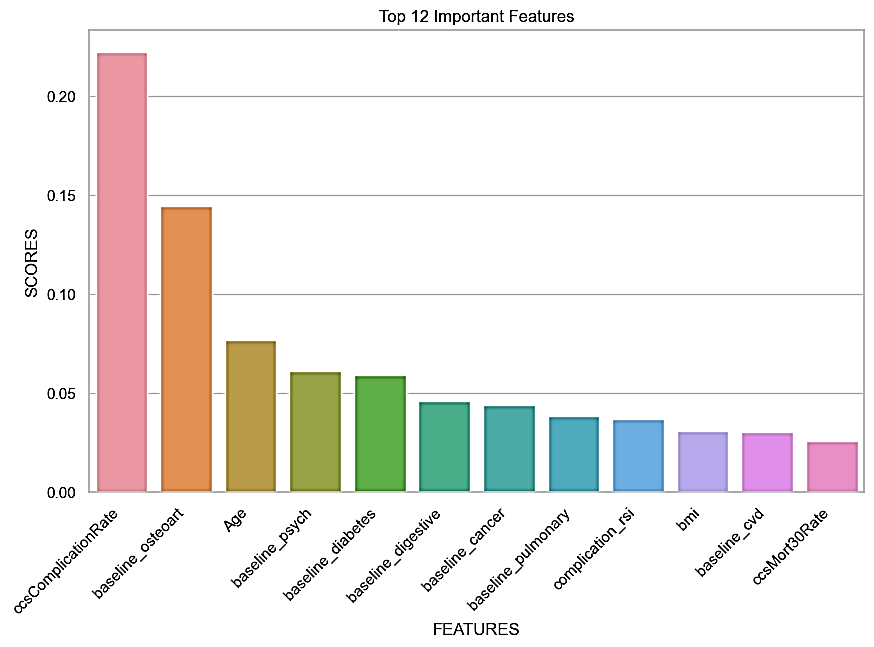 Top 12 Important Features
SCORES
0.20
0.15
0.10
0.05
0.00
ccsComplicationRate
baseline_osteoart
Age
baseline_psych
baseline_diabetes
baseline_digestive
baseline_cancer
baseline_pulmonary
complication_rsi
bmi
baseline_cvd
ccsMort30Rate
FEATURES